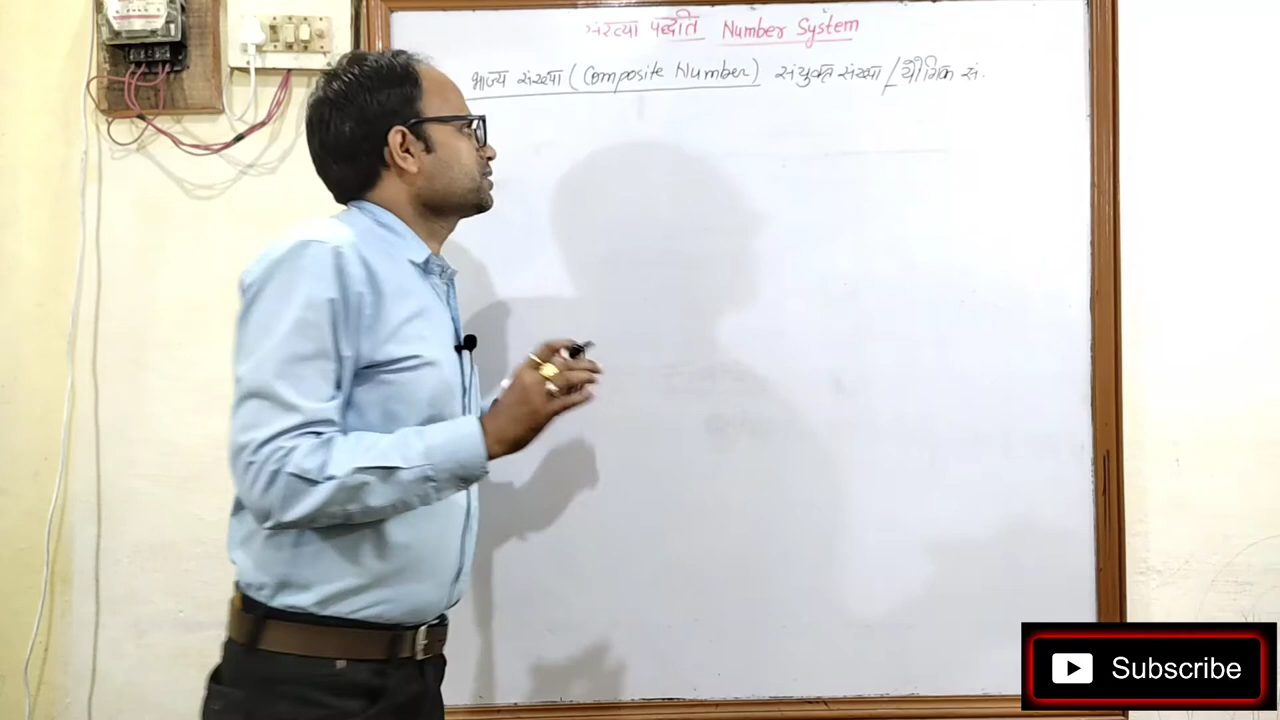 संख्या पद्धति Number System
भाज्य संख्या (Composite Number) संयुक्त संख्या / यौगिक सं.
Subscribe